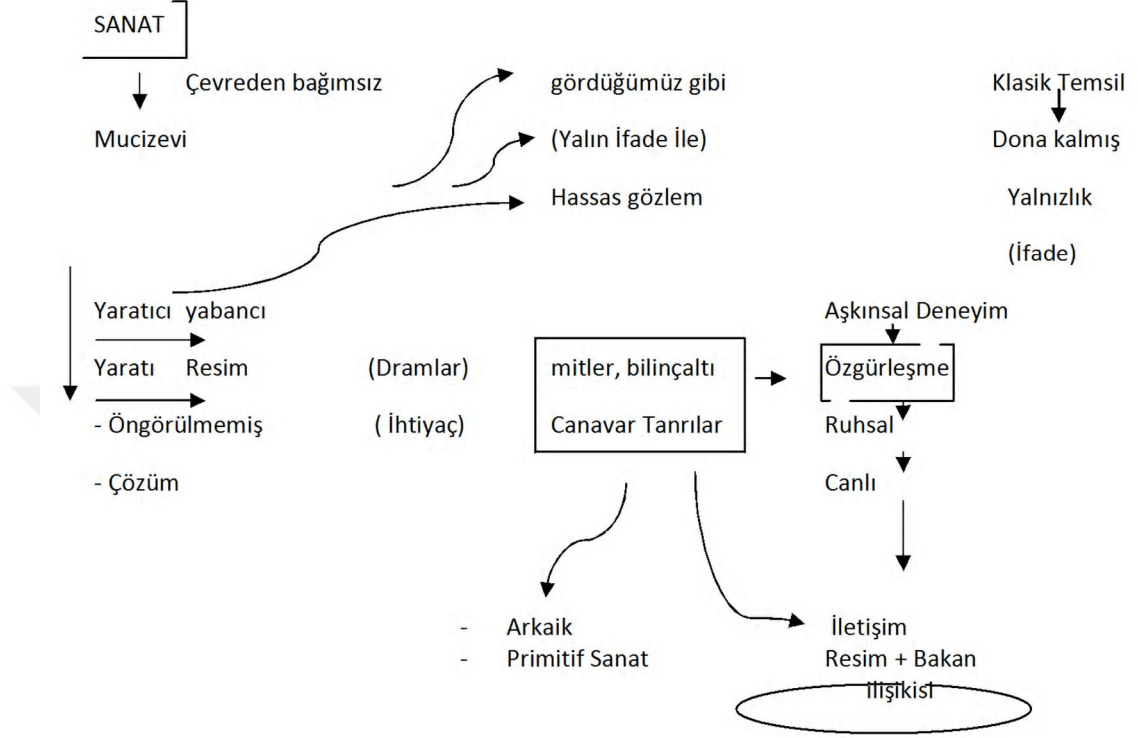 SANAT
Çevreden bağımsız
gördüğümüz gibi
Klasik Temsil
Mucizevi
(Yalın İfade İle)
Dona kalmış
Hassas gözlem
Yalnızlık
(İfade)
Yaratıcı yabancı
Aşkınsal Deneyim
Yaratı Resim
(Dramlar)
mitler, bilinçaltı
Özgürleşme
- Öngörülmemiş
( İhtiyaç)
Canavar Tanrılar
Ruhsal
- Çözüm
Canlı
- Arkaik
İletişim
- Primitif Sanat
Resim + Bakan
ilişikisi